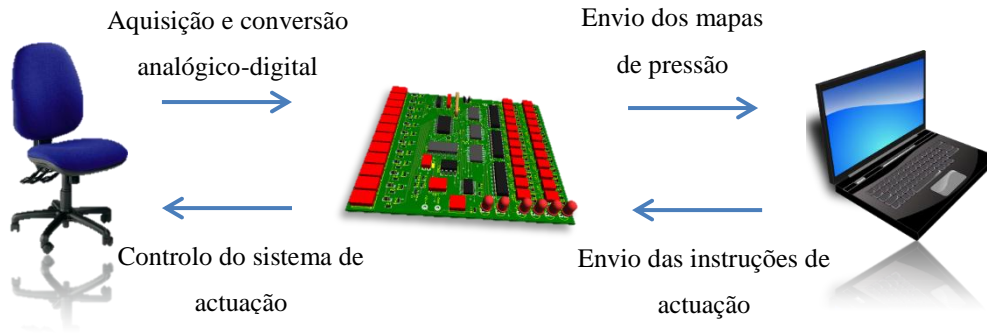 Aquisição e conversão
analógico-digital
Envio dos mapas
de pressão
Controlo do sistema de
actuação
Envio das instruções de
actuação